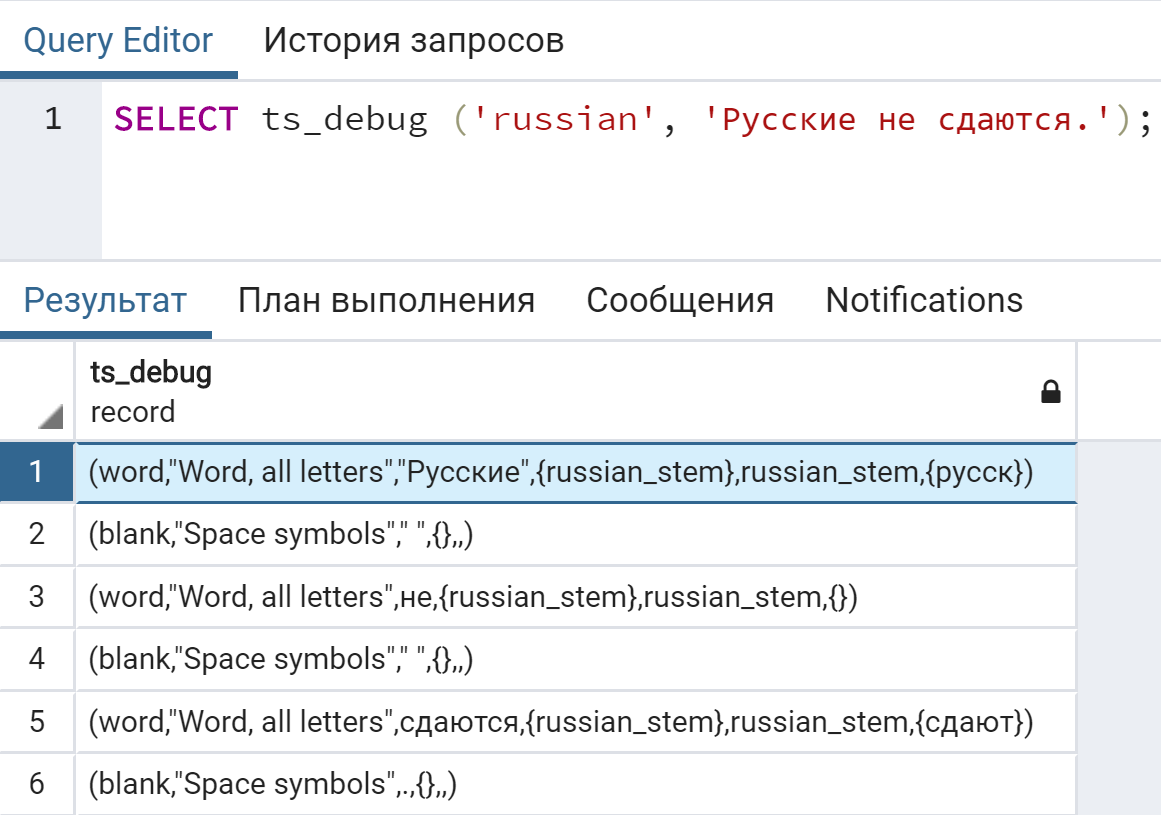 Query Editor История запросов
1 SELECT ts_debug ('russian', 'Русские не сдаются.');
Результат План выполнения Сообщения Notifications
ts_debug
record
1 (word,"Word, all letters","Русские",{russian_stem},russian_stem,{русск})
2 (blank,"Space symbols"," ",{},,)
3 (word,"Word, all letters",не,{russian_stem},russian_stem,{})
4 (blank,"Space symbols"," ",{},,)
5 (word,"Word, all letters",сдаются,{russian_stem},russian_stem,{сдают})
6 (blank,"Space symbols",.,{},,)